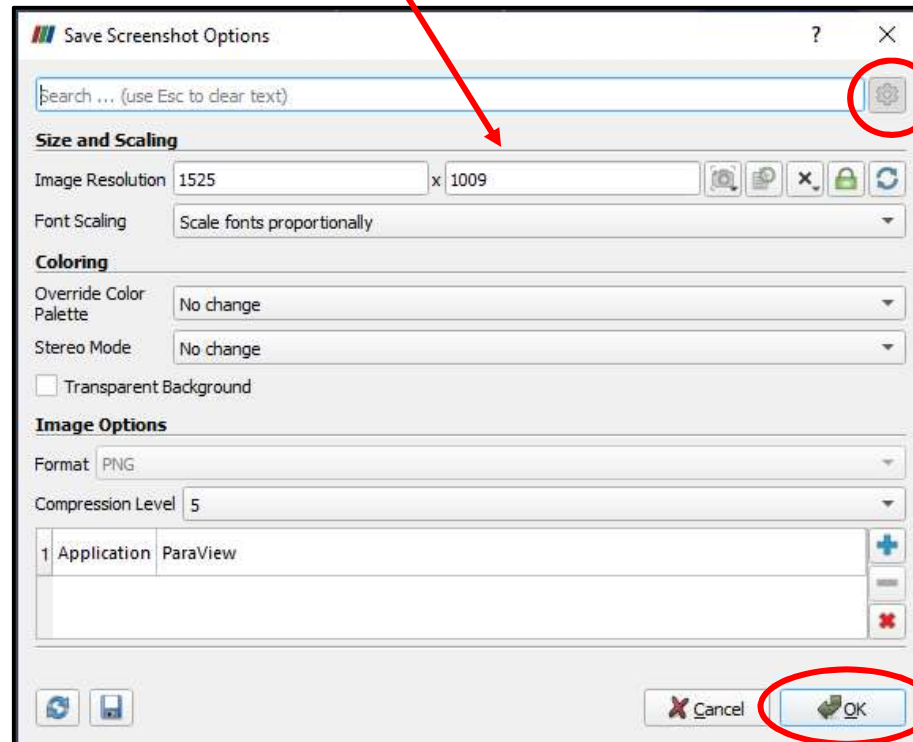 Save Screenshot Options ?
Search ... (use Esc to clear text)
Size and Scaling
Image Resolution 1525 x 1009
Font Scaling Scale fonts proportionally
Coloring
Override Color
Palette No change
Stereo Mode No change
Transparent Background
Image Options
Format PNG
Compression Level 5
1 Application ParaView
Cancel OK